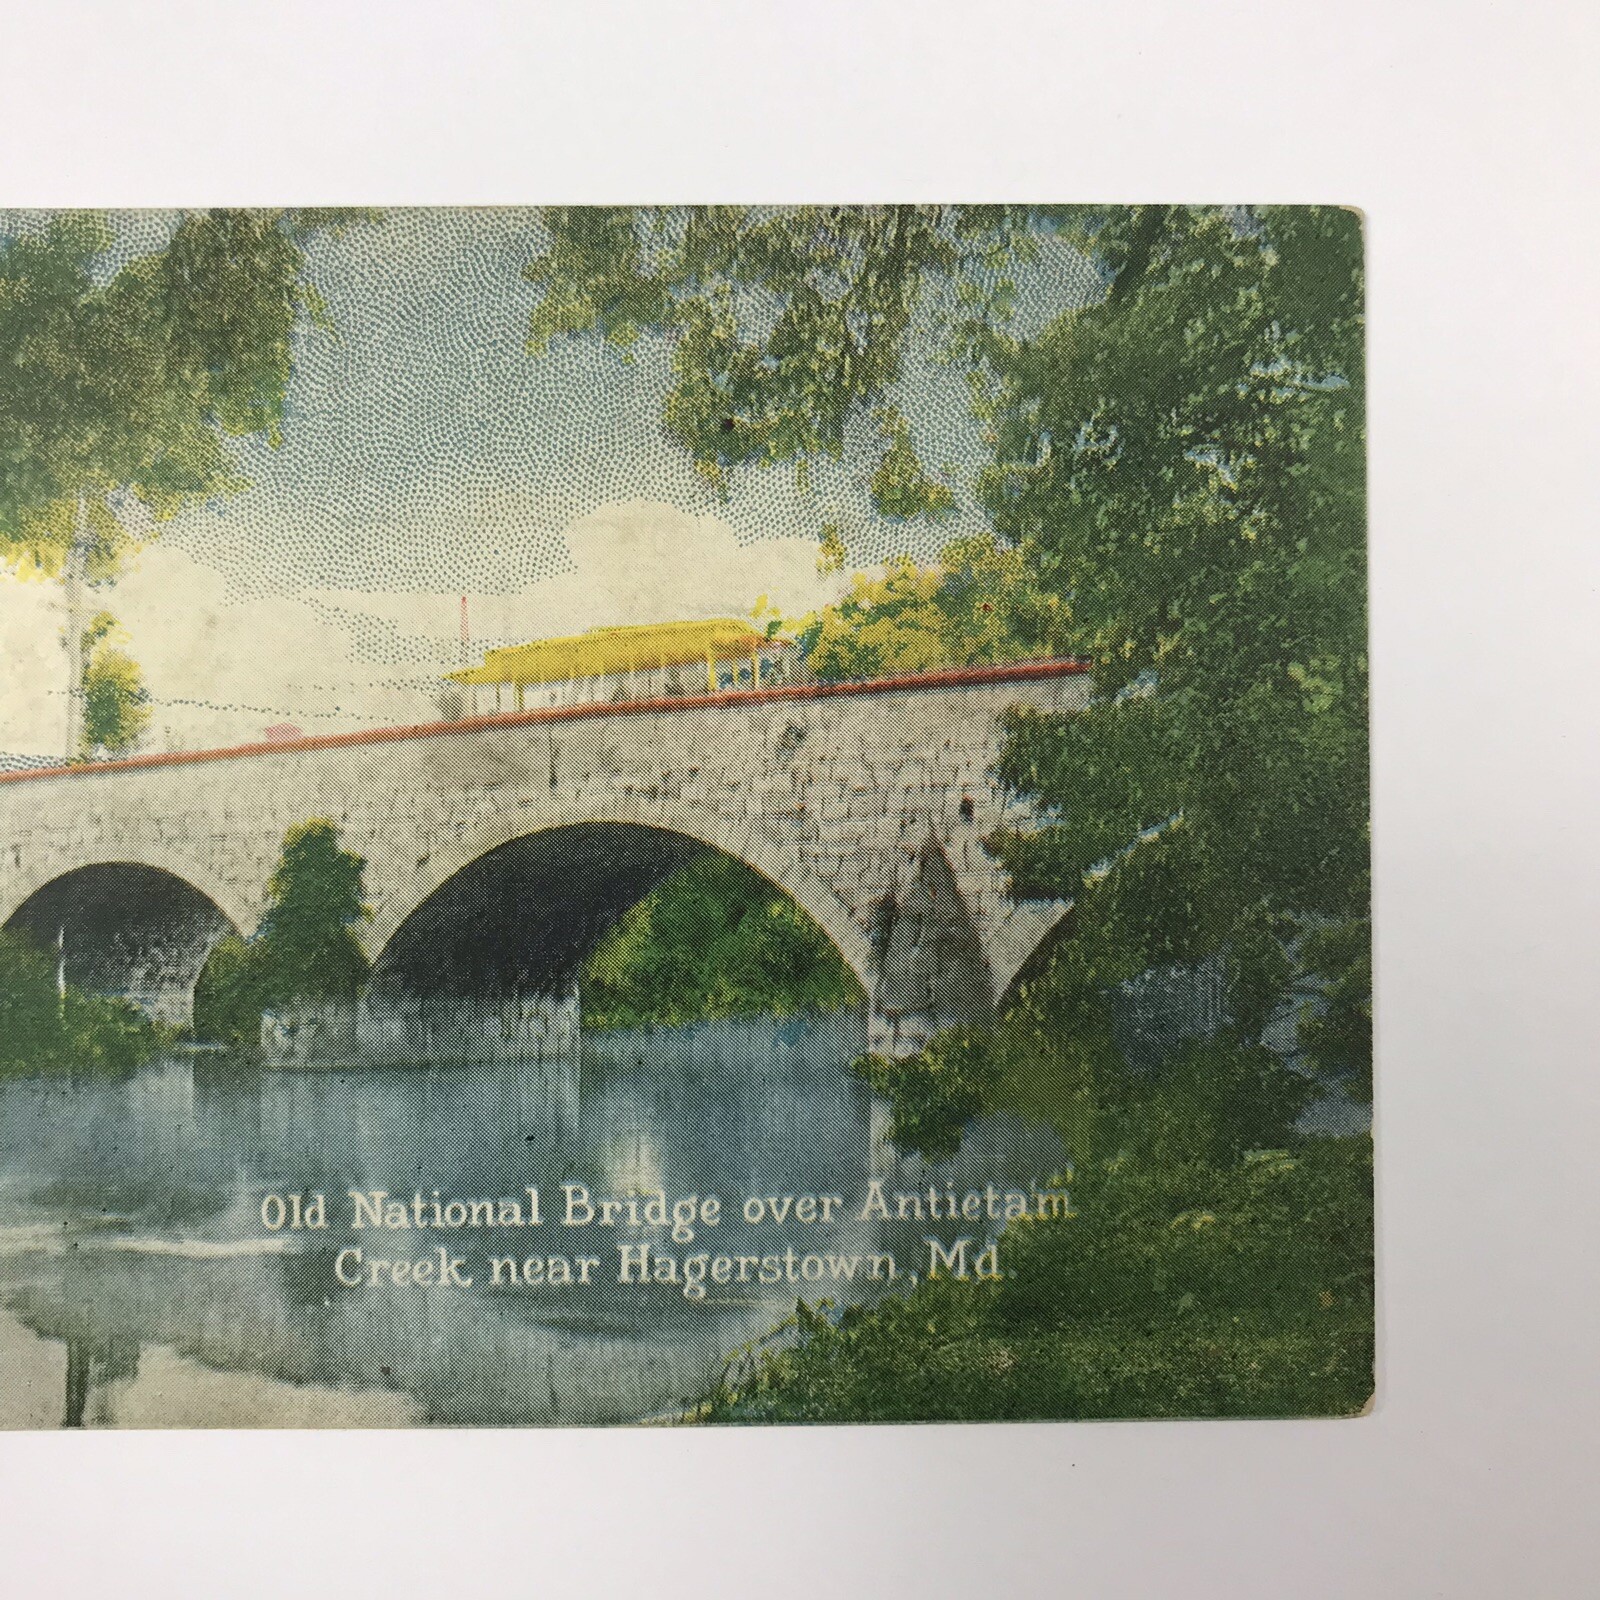 Old National Bridge over Antietam
Creek near Hagerstown, Md.